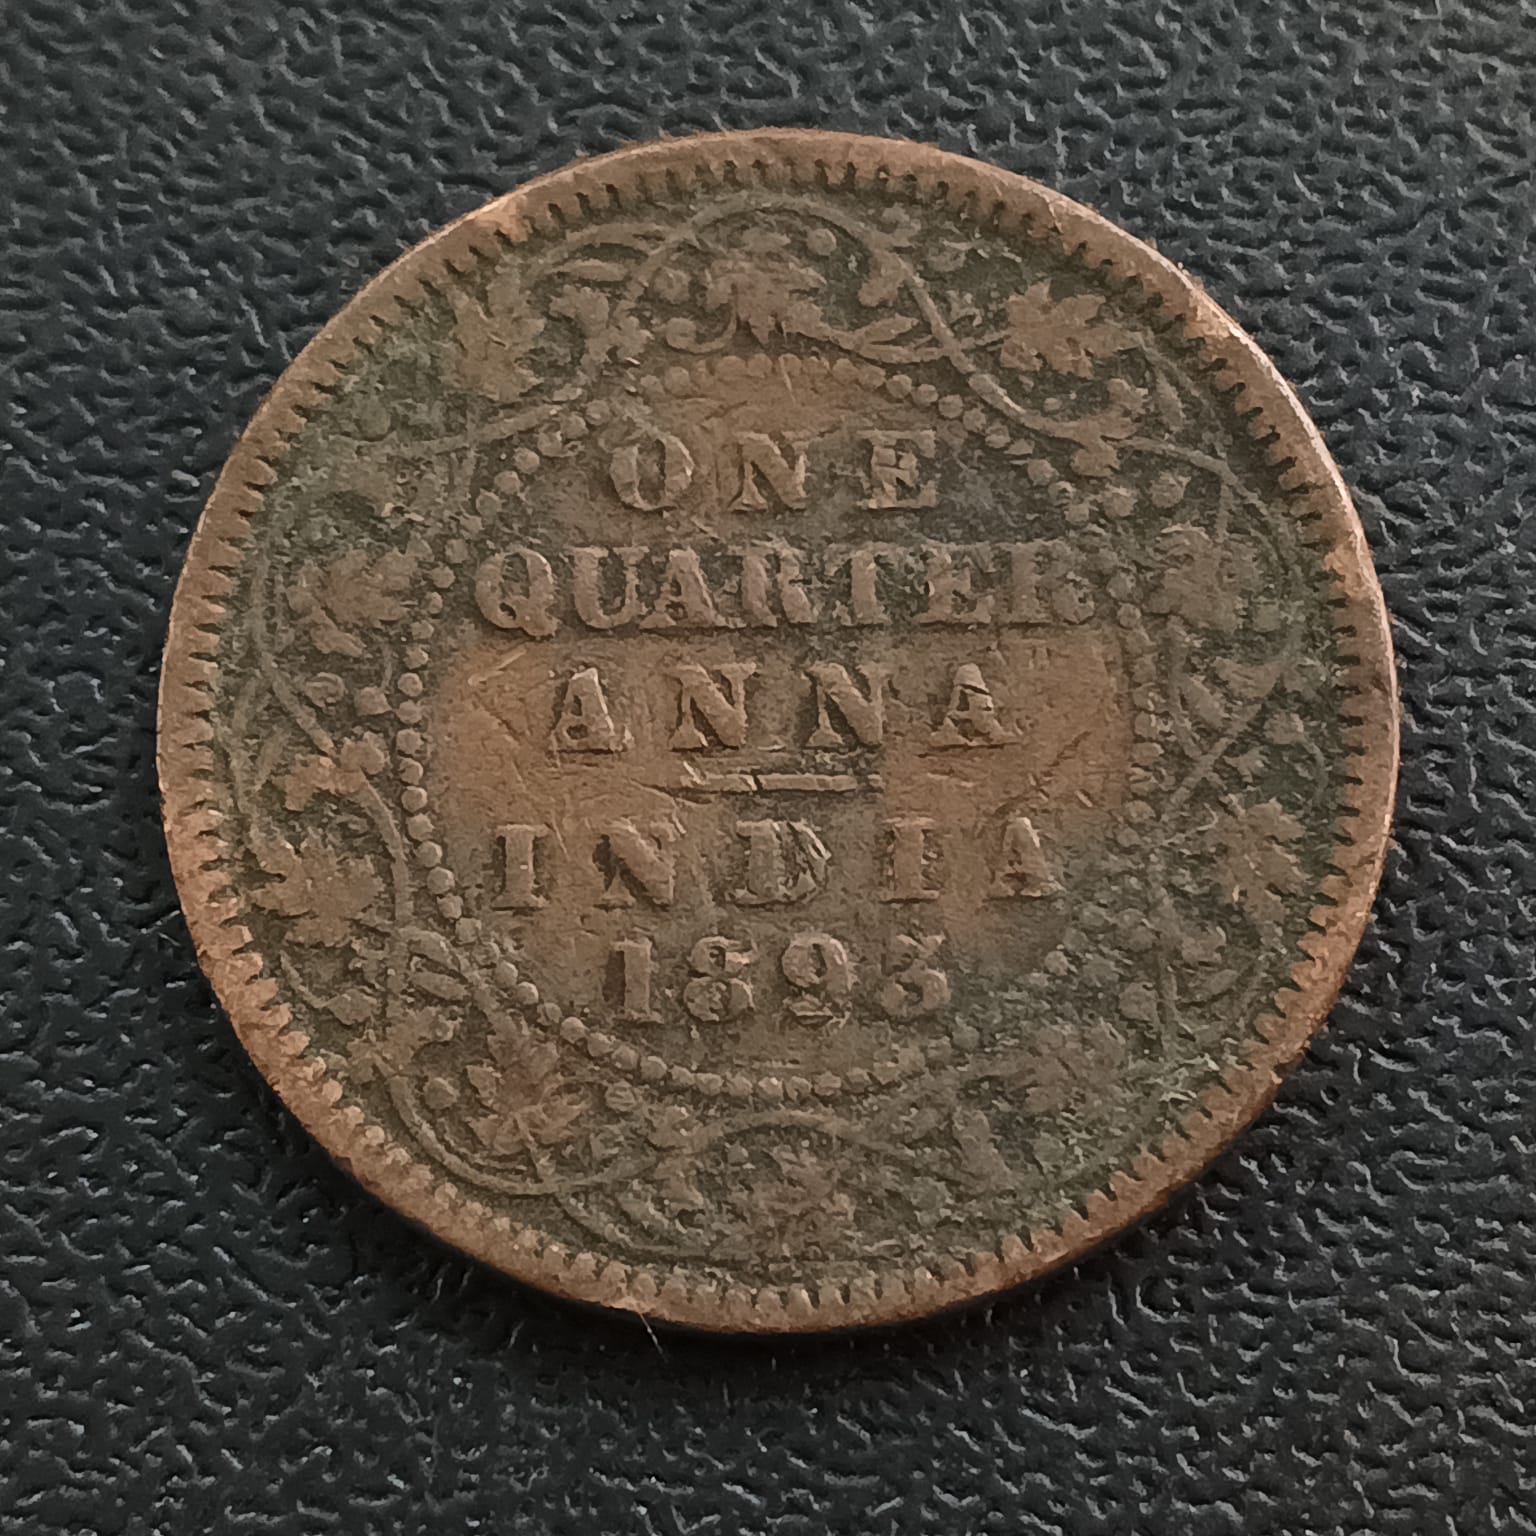 ONE
QUARTER
ANNA
INDIA
1893